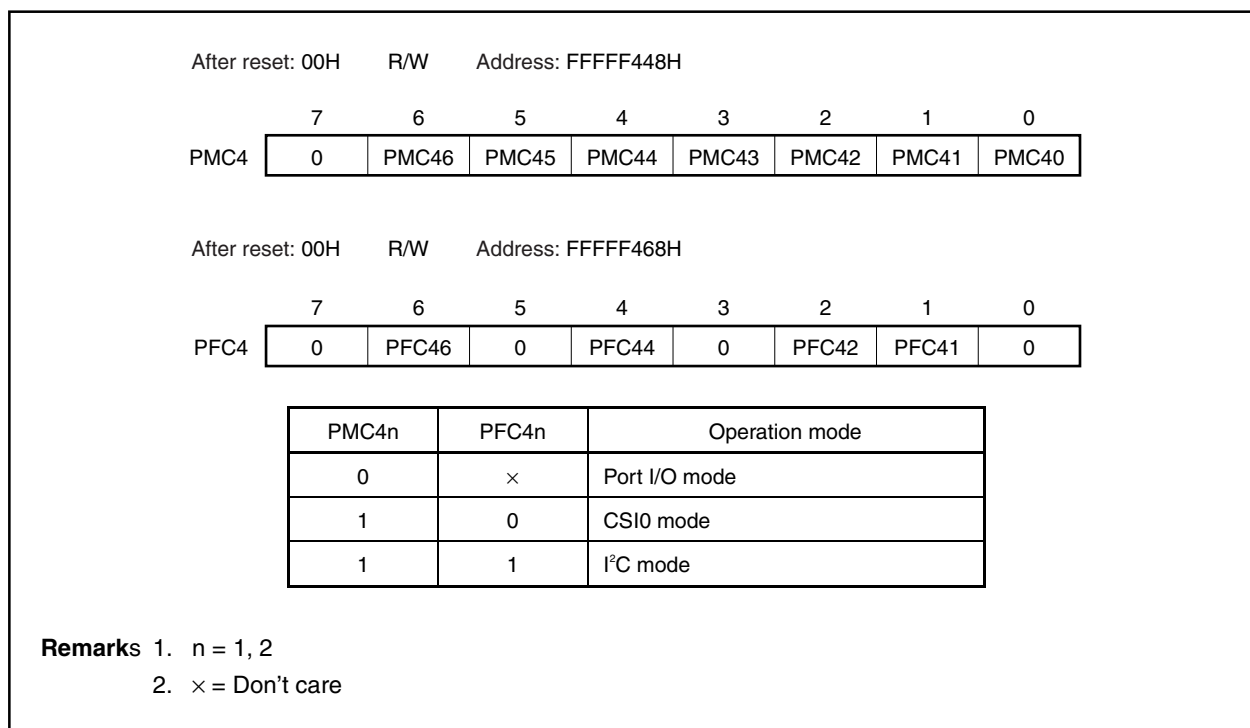 After reset: 00H R/W Address: FFFFF448H
7 6 5 4 3 2 1 0
PMC4 0 PMC46 PMC45 PMC44 PMC43 PMC42 PMC41 PMC40
After reset: 00H R/W Address: FFFFF468H
7 6 5 4 3 2 1 0
PFC4 0 PFC46 0 PFC44 0 PFC42 PFC41 0
PMC4n PFC4n Operation mode
0 × Port I/O mode
1 0 CSI0 mode
1 1 I²C mode
Remarks 1. n = 1, 2
2. × = Don't care